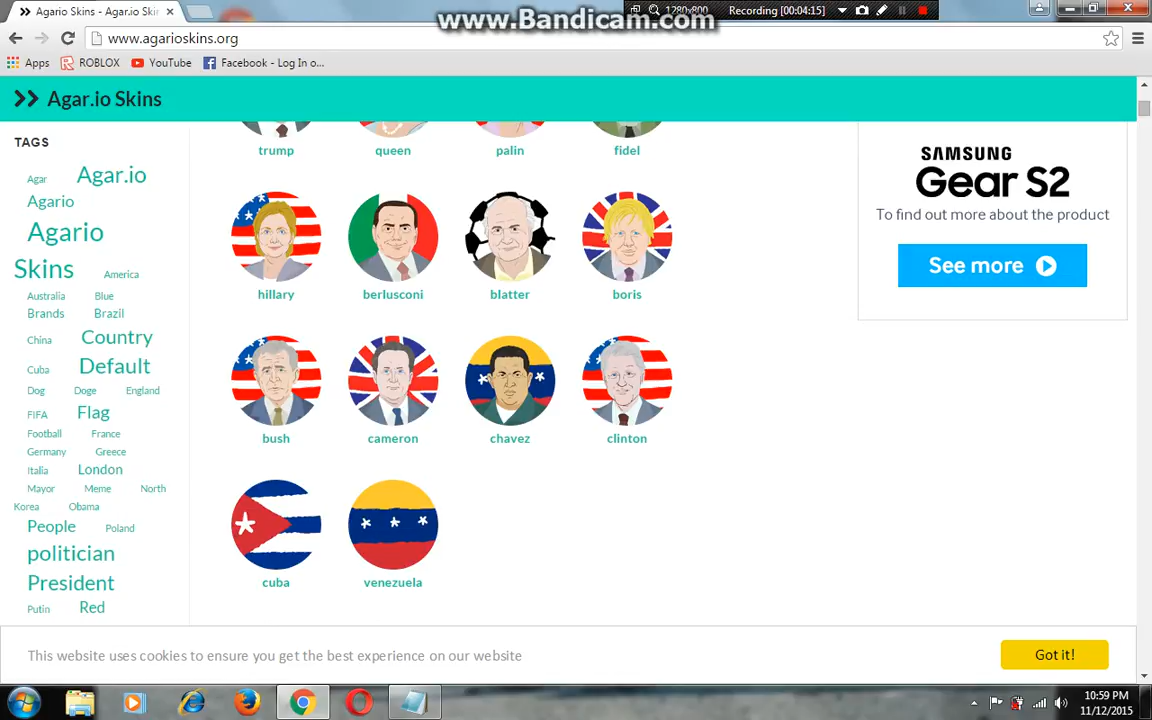 Agario Skins - Agar.io Skin
www.Bandicam.com
1280x800
Recording [00:04:15]
www.agarioskins.org
Apps
ROBLOX
YouTube
Facebook - Log In o...
Agar.io Skins
TAGS
Agar Agar.io
Agario
Agario
Skins America
Australia Blue
Brands Brazil
China Country
Cuba Default
Dog Doge England
FIFA Flag
Football France
Germany Greece
Italia London
Mayor Meme North
Korea Obama
People Poland
politician
President
Putin Red
trump queen palin fidel
hillary berlusconi blatter boris
bush cameron chavez clinton
cuba venezuela
SAMSUNG
Gear S2
To find out more about the product
See more
This website uses cookies to ensure you get the best experience on our website
Got it!
10:59 PM
11/12/2015